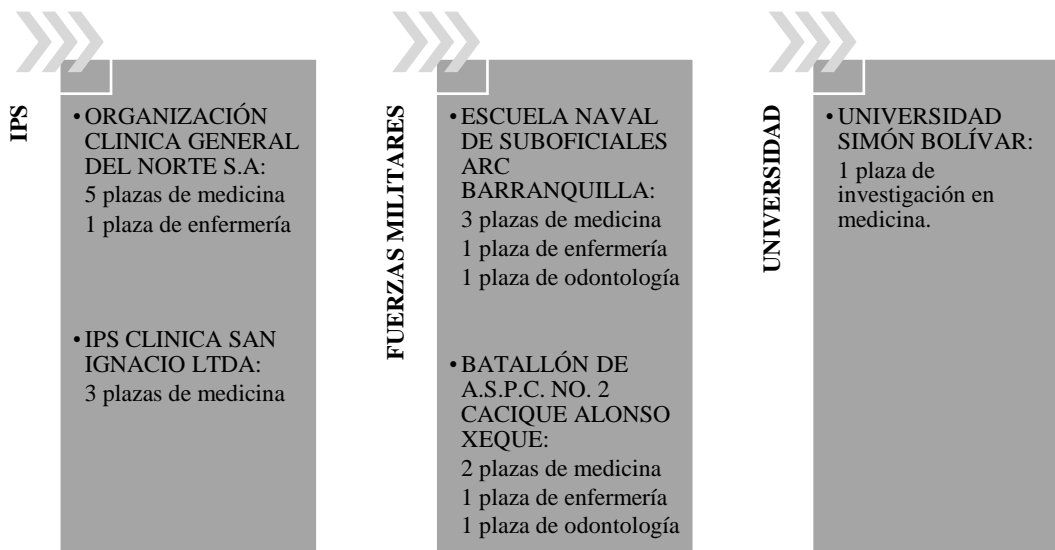 IPS
• ORGANIZACIÓN
CLINICA GENERAL
DEL NORTE S.A:
5 plazas de medicina
1 plaza de enfermería
• IPS CLINICA SAN
IGNACIO LTDA:
3 plazas de medicina
FUERZAS MILITARES
• ESCUELA NAVAL
DE SUBOFICIALES
ARC
BARRANQUILLA:
3 plazas de medicina
1 plaza de enfermería
1 plaza de odontología
• BATALLÓN DE
A.S.P.C. NO. 2
CACIQUE ALONSO
XEQUE:
2 plazas de medicina
1 plaza de enfermería
1 plaza de odontología
UNIVERSIDAD
• UNIVERSIDAD
SIMÓN BOLÍVAR:
1 plaza de
investigación en
medicina.